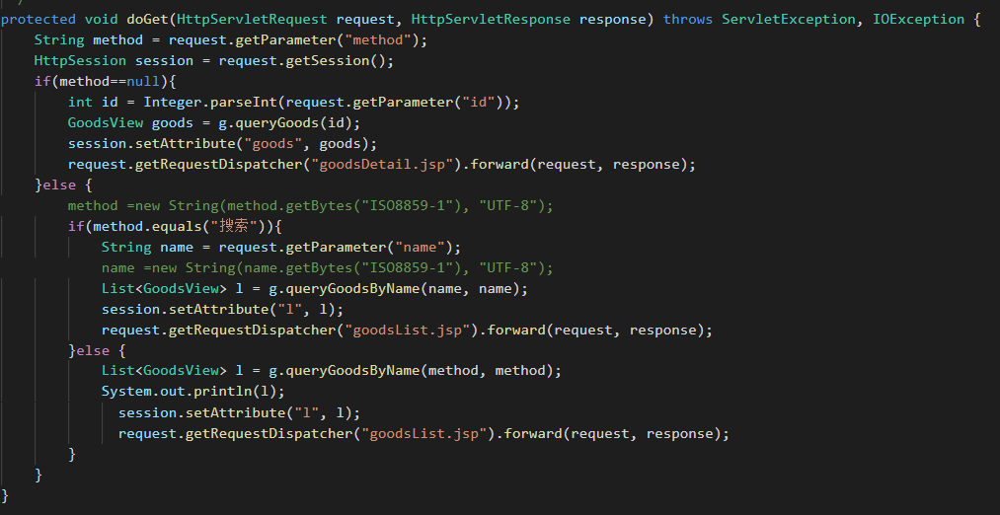 protected void doGet(HttpServletRequest request, HttpServletResponse response) throws ServletException, IOException {
String method = request.getParameter("method");
HttpSession session = request.getSession();
if(method==null){
int id = Integer.parseInt(request.getParameter("id"));
GoodsView goods = g.queryGoods(id);
session.setAttribute("goods", goods);
request.getRequestDispatcher("goodsDetail.jsp").forward(request, response);
}else {
method =new String(method.getBytes("ISO8859-1"), "UTF-8");
if(method.equals("搜索")){
String name = request.getParameter("name");
name =new String(name.getBytes("ISO8859-1"), "UTF-8");
List<GoodsView> l = g.queryGoodsByName(name, name);
session.setAttribute("l", l);
request.getRequestDispatcher("goodsList.jsp").forward(request, response);
}else {
List<GoodsView> l = g.queryGoodsByName(method, method);
System.out.println(l);
session.setAttribute("l", l);
request.getRequestDispatcher("goodsList.jsp").forward(request, response);
}
}
}